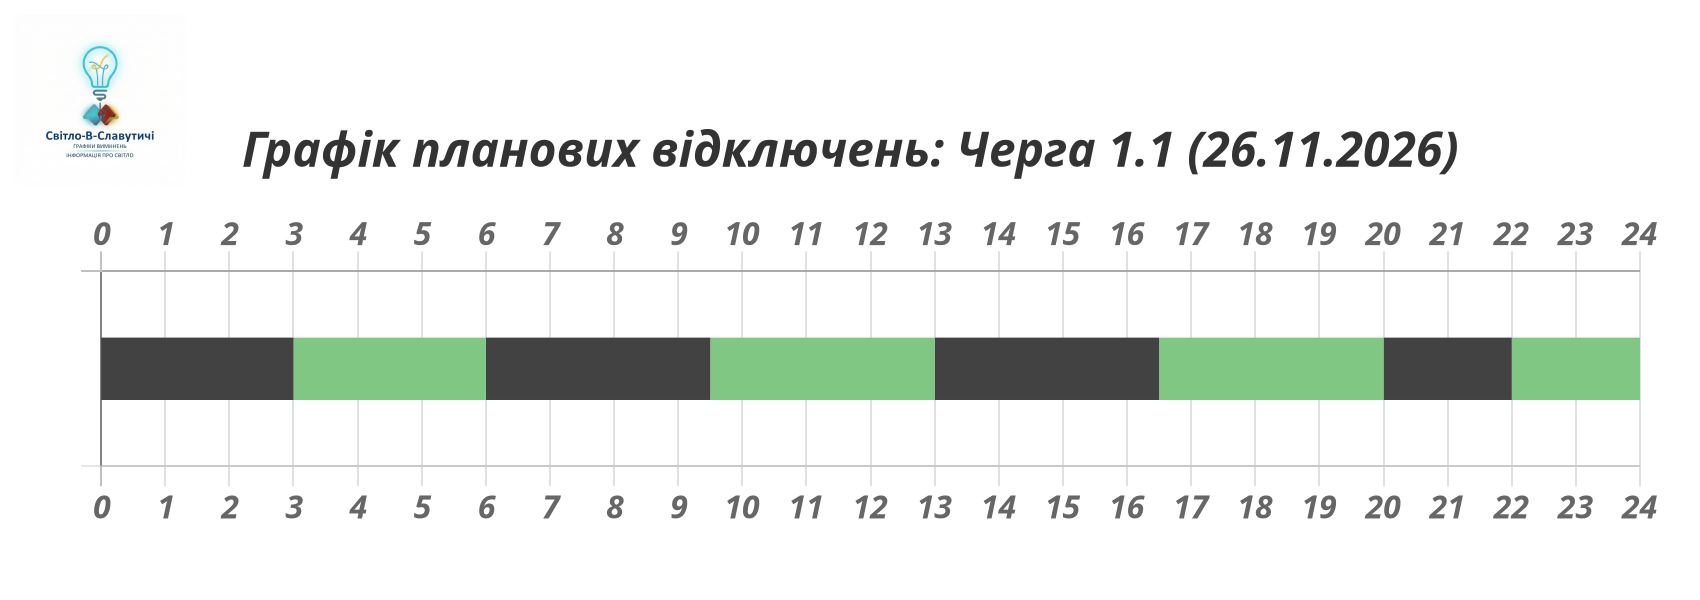 Світло-В-Славутичі
ГРАФІКИ ВИМКНЕНЬ
ІНФОРМАЦІЯ ПРО СВІТЛО
Графік планових відключень: Черга 1.1 (26.11.2026)
0 1 2 3 4 5 6 7 8 9 10 11 12 13 14 15 16 17 18 19 20 21 22 23 24
0 1 2 3 4 5 6 7 8 9 10 11 12 13 14 15 16 17 18 19 20 21 22 23 24